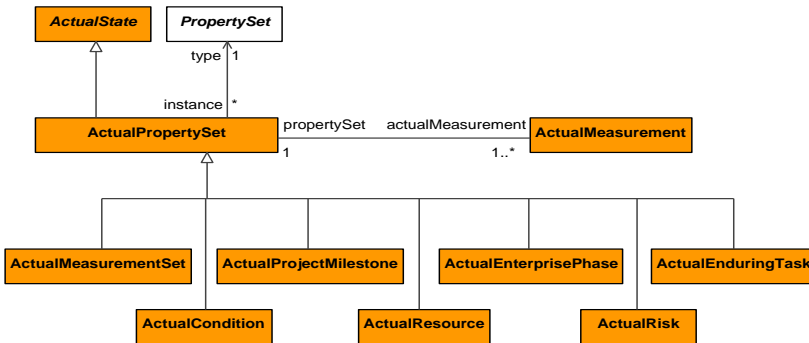 ActualState
PropertySet
type 1
instance *
ActualPropertySet
propertySet actualMeasurement
ActualMeasurement
1 1..*
ActualMeasurementSet
ActualProjectMilestone
ActualEnterprisePhase
ActualEnduringTask
ActualCondition
ActualResource
ActualRisk